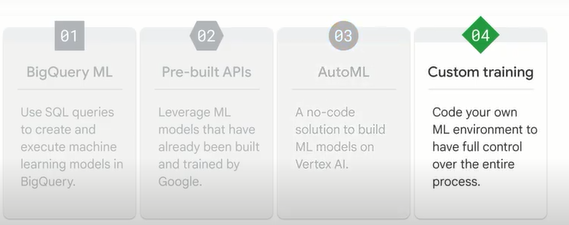 01
BigQuery ML
Use SQL queries
to create and
execute machine
learning models in
BigQuery.
02
Pre-built APIs
Leverage ML
models that have
already been built
and trained by
Google.
03
AutoML
A no-code
solution to build
ML models on
Vertex AI.
04
Custom training
Code your own
ML environment to
have full control
over the entire
process.